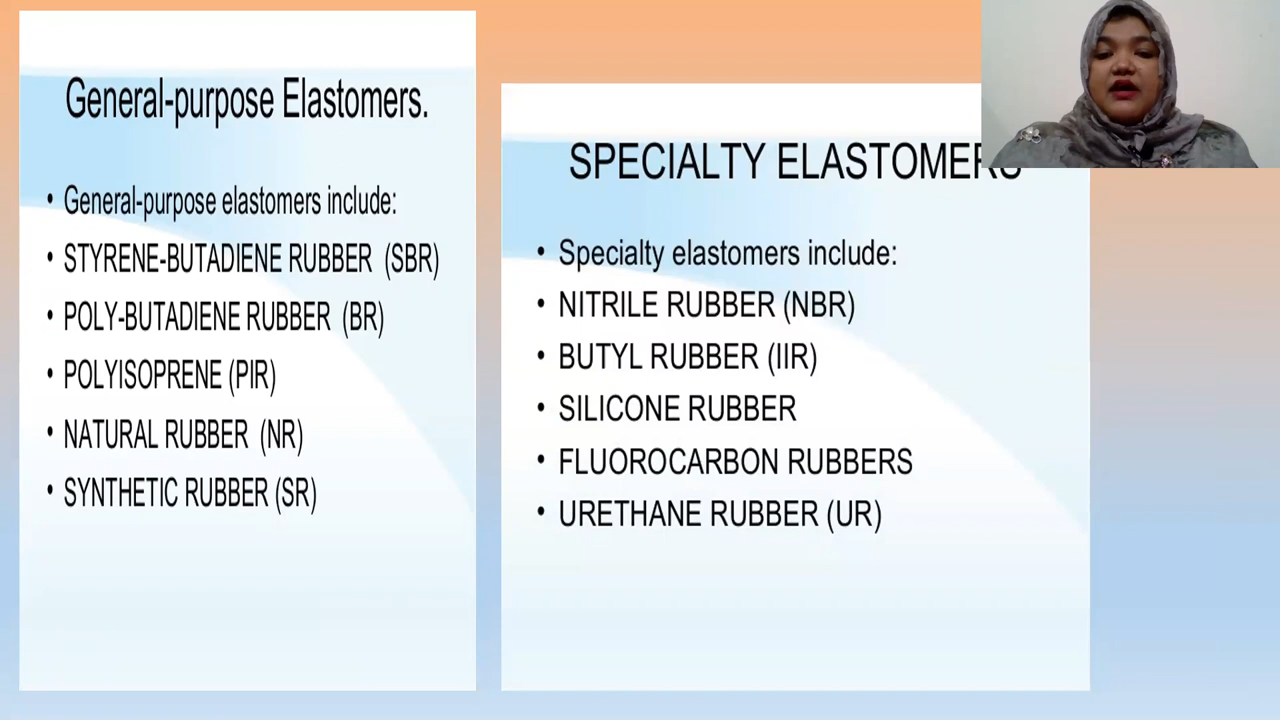 General-purpose Elastomers.
• General-purpose elastomers include:
• STYRENE-BUTADIENE RUBBER (SBR)
• POLY-BUTADIENE RUBBER (BR)
• POLYISOPRENE (PIR)
• NATURAL RUBBER (NR)
• SYNTHETIC RUBBER (SR)
SPECIALTY ELASTOMERS
• Specialty elastomers include:
• NITRILE RUBBER (NBR)
• BUTYL RUBBER (IIR)
• SILICONE RUBBER
• FLUOROCARBON RUBBERS
• URETHANE RUBBER (UR)